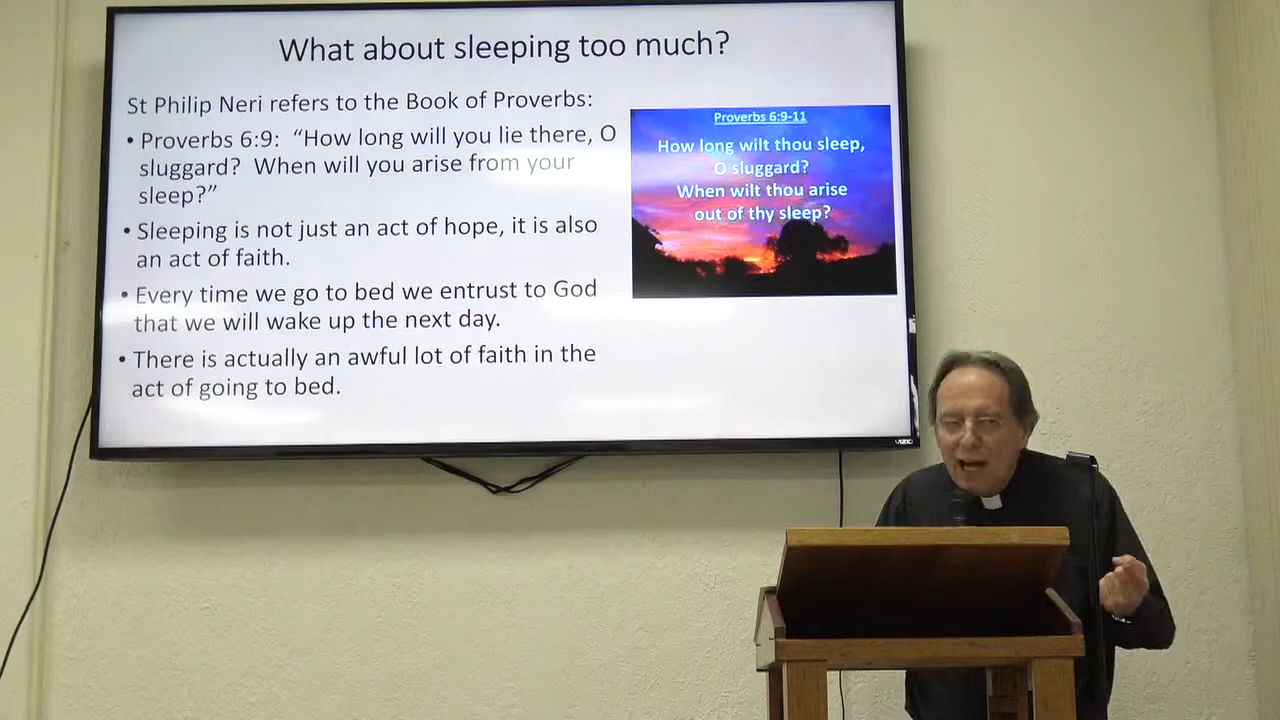 What about sleeping too much?
St Philip Neri refers to the Book of Proverbs:
• Proverbs 6:9: “How long will you lie there, O
sluggard? When will you arise from your
sleep?”
• Sleeping is not just an act of hope, it is also
an act of faith.
• Every time we go to bed we entrust to God
that we will wake up the next day.
• There is actually an awful lot of faith in the
act of going to bed.
Proverbs 6:9-11
How long wilt thou sleep,
O sluggard?
When wilt thou arise
out of thy sleep?
VIZIO